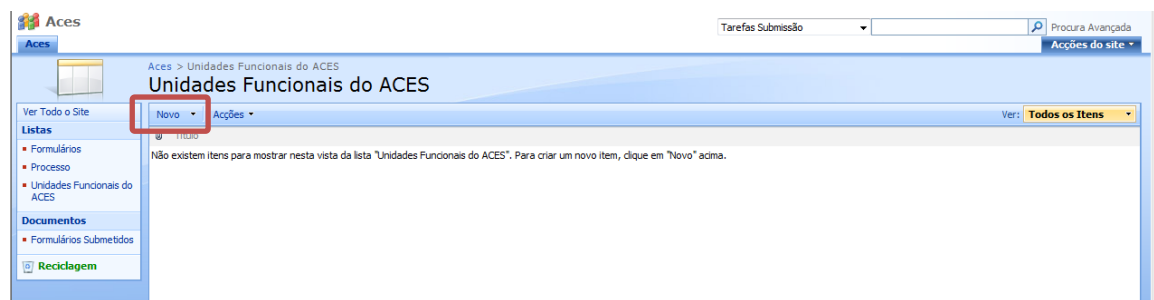 Aces
Tarefas Submissão
Procura Avançada
Aces
Acções do site
Aces > Unidades Funcionais do ACES
Unidades Funcionais do ACES
Ver Todo o Site
Novo
Acções
Ver: Todos os Itens
Listas
Título
Formulários
Não existem itens para mostrar nesta vista da lista "Unidades Funcionais do ACES". Para criar um novo item, clique em "Novo" acima.
Processo
Unidades Funcionais do
ACES
Documentos
Formulários Submetidos
Reciclagem